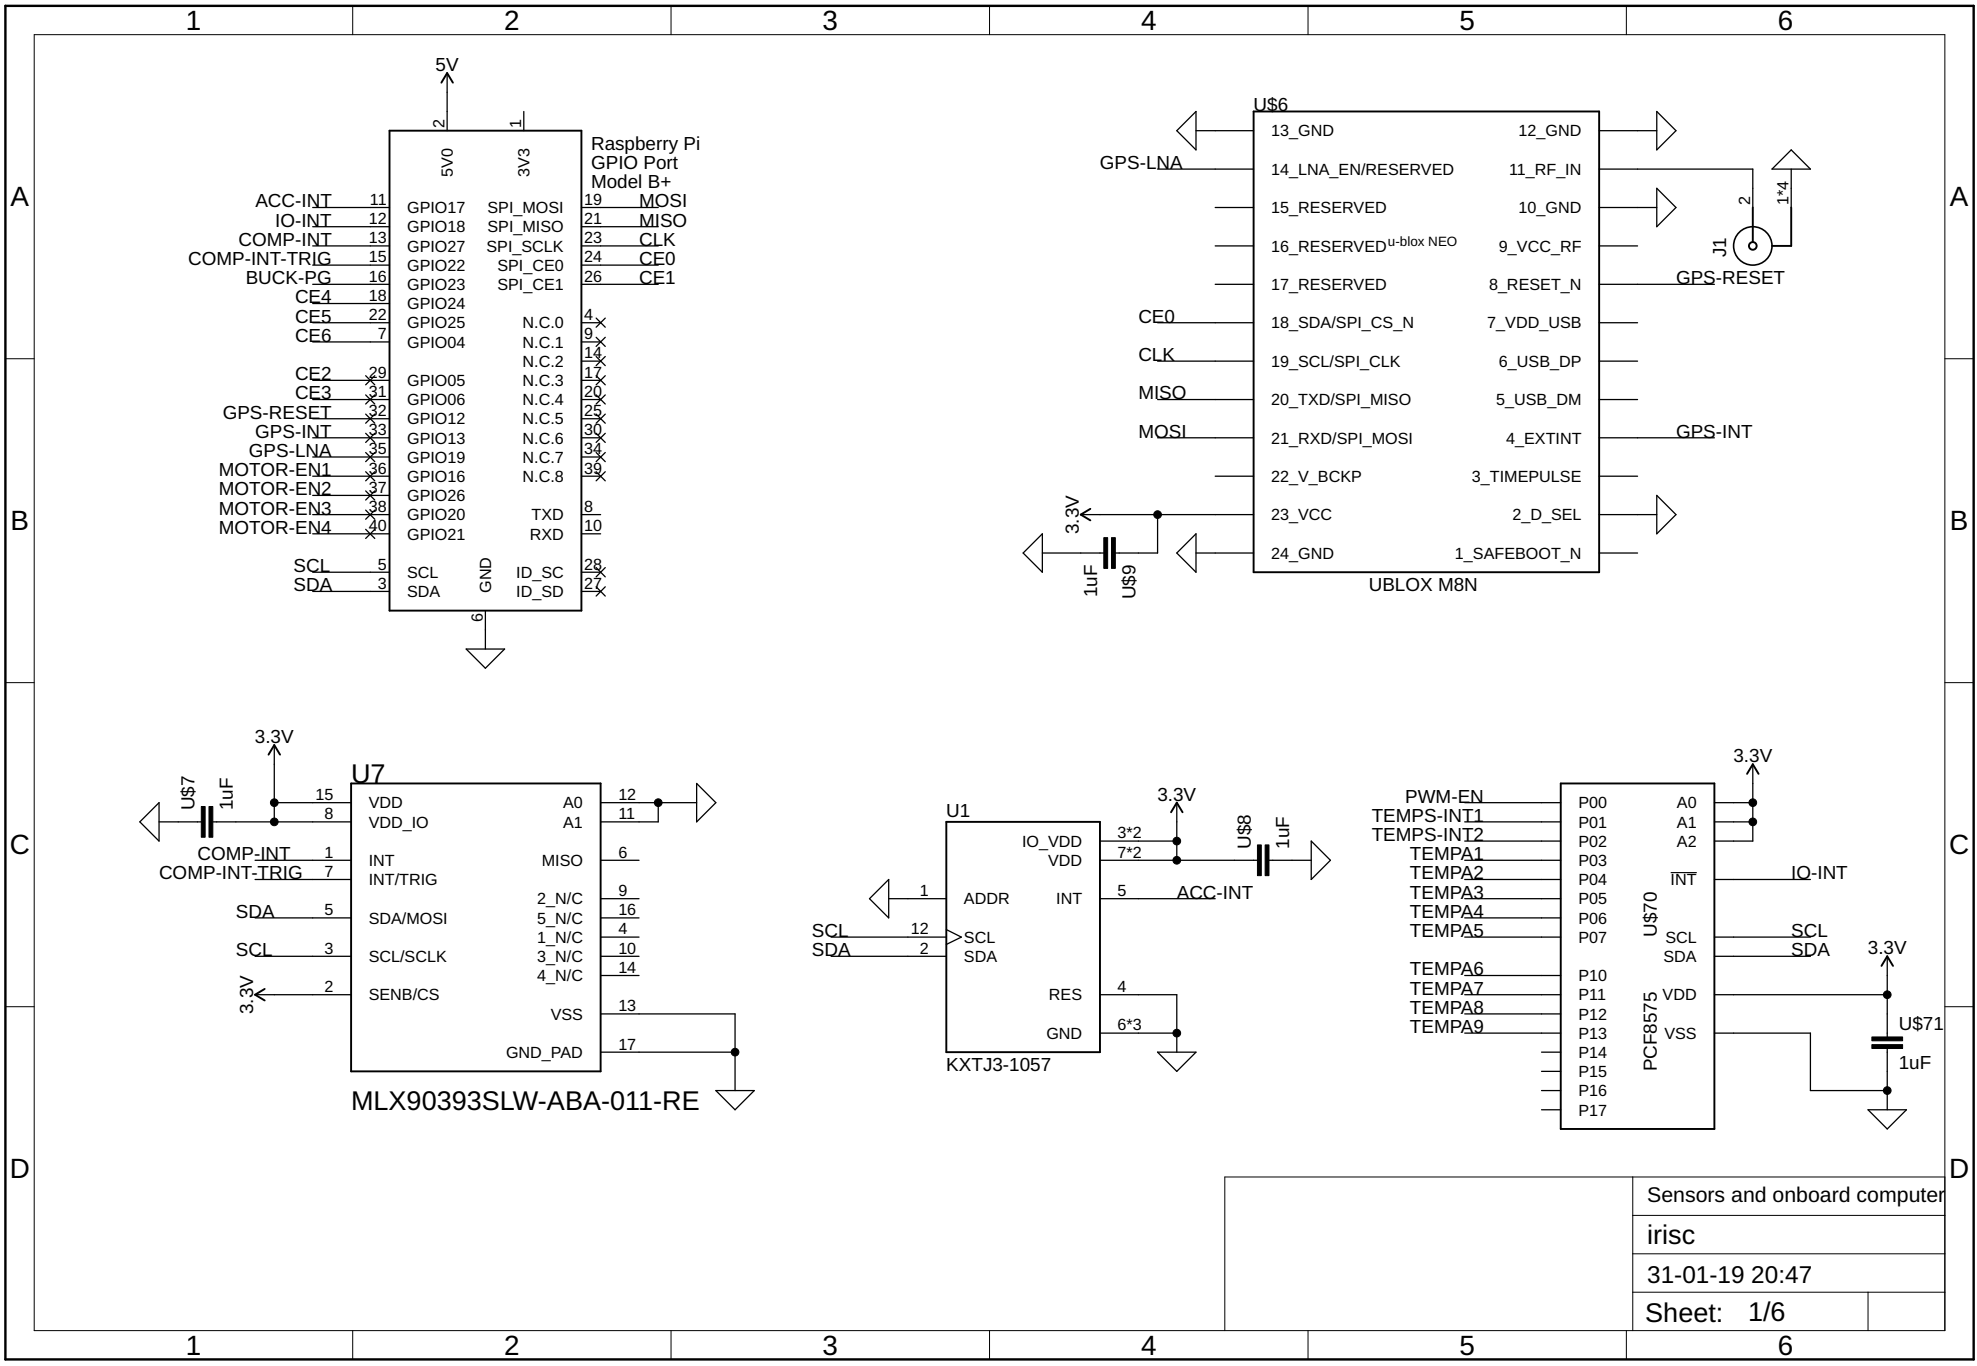 1 2 3 4 5 6
A
B
C
D
A
B
C
D
5V
2 1
5V0 3V3
Raspberry Pi
GPIO Port
Model B+
ACC-INT 11 GPIO17 SPI_MOSI 19 MOSI
IO-INT 12 GPIO18 SPI_MISO 21 MISO
COMP-INT 13 GPIO27 SPI_SCLK 23 CLK
COMP-INT-TRIG 15 GPIO22 SPI_CE0 24 CE0
BUCK-PG 16 GPIO23 SPI_CE1 26 CE1
CE4 18 GPIO24
CE5 22 GPIO25 N.C.0 4
CE6 7 GPIO04 N.C.1 9
N.C.2 14
CE2 29 GPIO05 N.C.3 17
CE3 31 GPIO06 N.C.4 20
GPS-RESET 32 GPIO12 N.C.5 25
GPS-INT 33 GPIO13 N.C.6 30
GPS-LNA 35 GPIO19 N.C.7 34
MOTOR-EN1 36 GPIO16 N.C.8 39
MOTOR-EN2 37 GPIO26
MOTOR-EN3 38 GPIO20 TXD 8
MOTOR-EN4 40 GPIO21 RXD 10
SCL 5 SCL ID_SC 28
SDA 3 SDA ID_SD 27
GND
6
U$6
13_GND 12_GND
GPS-LNA 14_LNA_EN/RESERVED 11_RF_IN
15_RESERVED 10_GND
16_RESERVED u-blox NEO 9_VCC_RF
17_RESERVED 8_RESET_N GPS-RESET
CE0 18_SDA/SPI_CS_N 7_VDD_USB
CLK 19_SCL/SPI_CLK 6_USB_DP
MISO 20_TXD/SPI_MISO 5_USB_DM
MOSI 21_RXD/SPI_MOSI 4_EXTINT GPS-INT
22_V_BCKP 3_TIMEPULSE
3.3V 23_VCC 2_D_SEL
24_GND 1_SAFEBOOT_N
1uF
U$9
UBLOX M8N
J1
2
1*4
3.3V
U$7
1uF
U7
15 VDD A0 12
8 VDD_IO A1 11
COMP-INT 1 INT MISO 6
COMP-INT-TRIG 7 INT/TRIG
2_N/C 9
SDA 5 SDA/MOSI 5_N/C 16
1_N/C 4
SCL 3 SCL/SCLK 3_N/C 10
4_N/C 14
3.3V 2 SENB/CS
VSS 13
GND_PAD 17
MLX90393SLW-ABA-011-RE
U1
3.3V
IO_VDD 3*2
VDD 7*2
U$8
1uF
1 ADDR INT 5 ACC-INT
SCL 12 SCL
SDA 2 SDA
RES 4
GND 6*3
KXTJ3-1057
3.3V
PWM-EN P00 A0
TEMPS-INT1 P01 A1
TEMPS-INT2 P02 A2
TEMPA1 P03
TEMPA2 P04 INT IO-INT
TEMPA3 P05
TEMPA4 P06
TEMPA5 P07 SCL SCL
SDA SDA
TEMPA6 P10
TEMPA7 P11 VDD
TEMPA8 P12
TEMPA9 P13 VSS
P14
P15
P16
P17
U$70
PCF8575
3.3V
U$71
1uF
Sensors and onboard computer
irisc
31-01-19 20:47
Sheet: 1/6
1 2 3 4 5 6